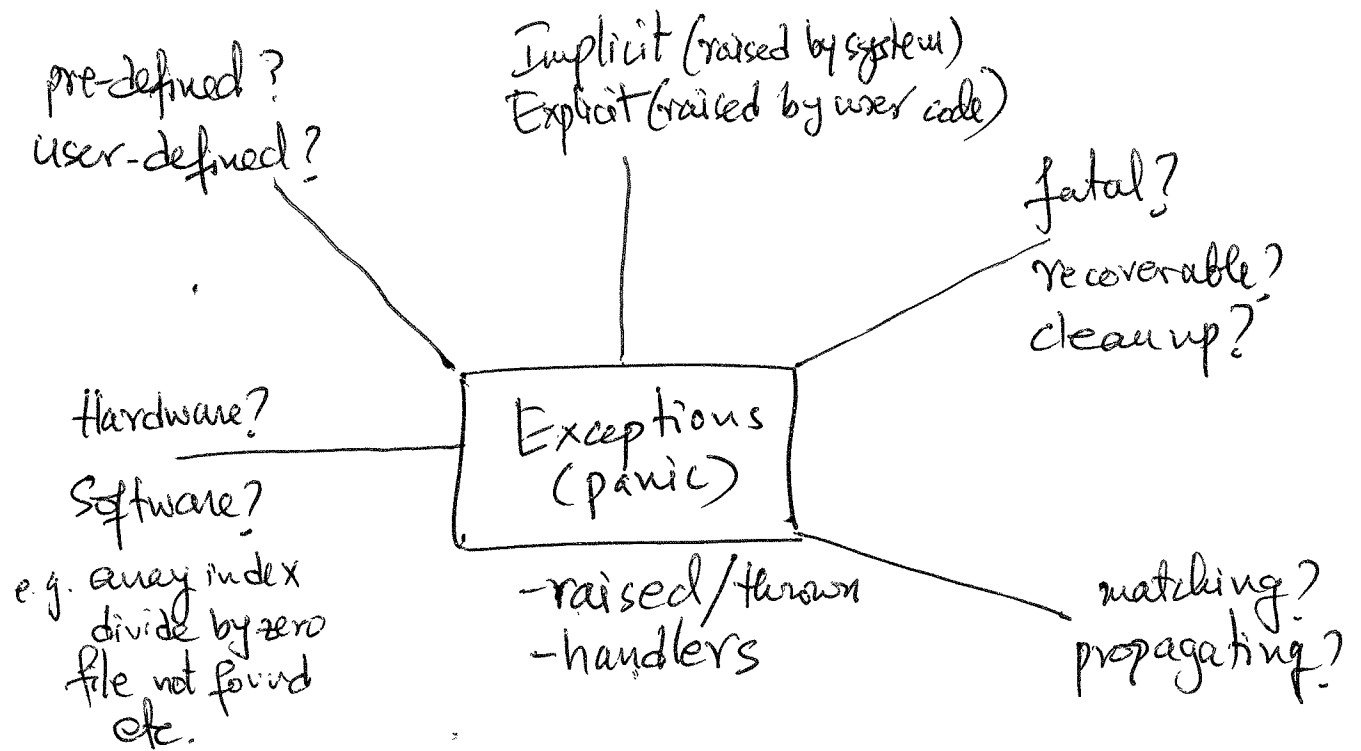 pre-defined?
user-defined?
Implicit (raised by system)
Explicit (raised by user code)
fatal?
recoverable?
cleanup?
Hardware?
Software?
e.g. array index
divide by zero
file not found
etc.
Exceptions
(panic)
-raised/thrown
-handlers
matching?
propagating?